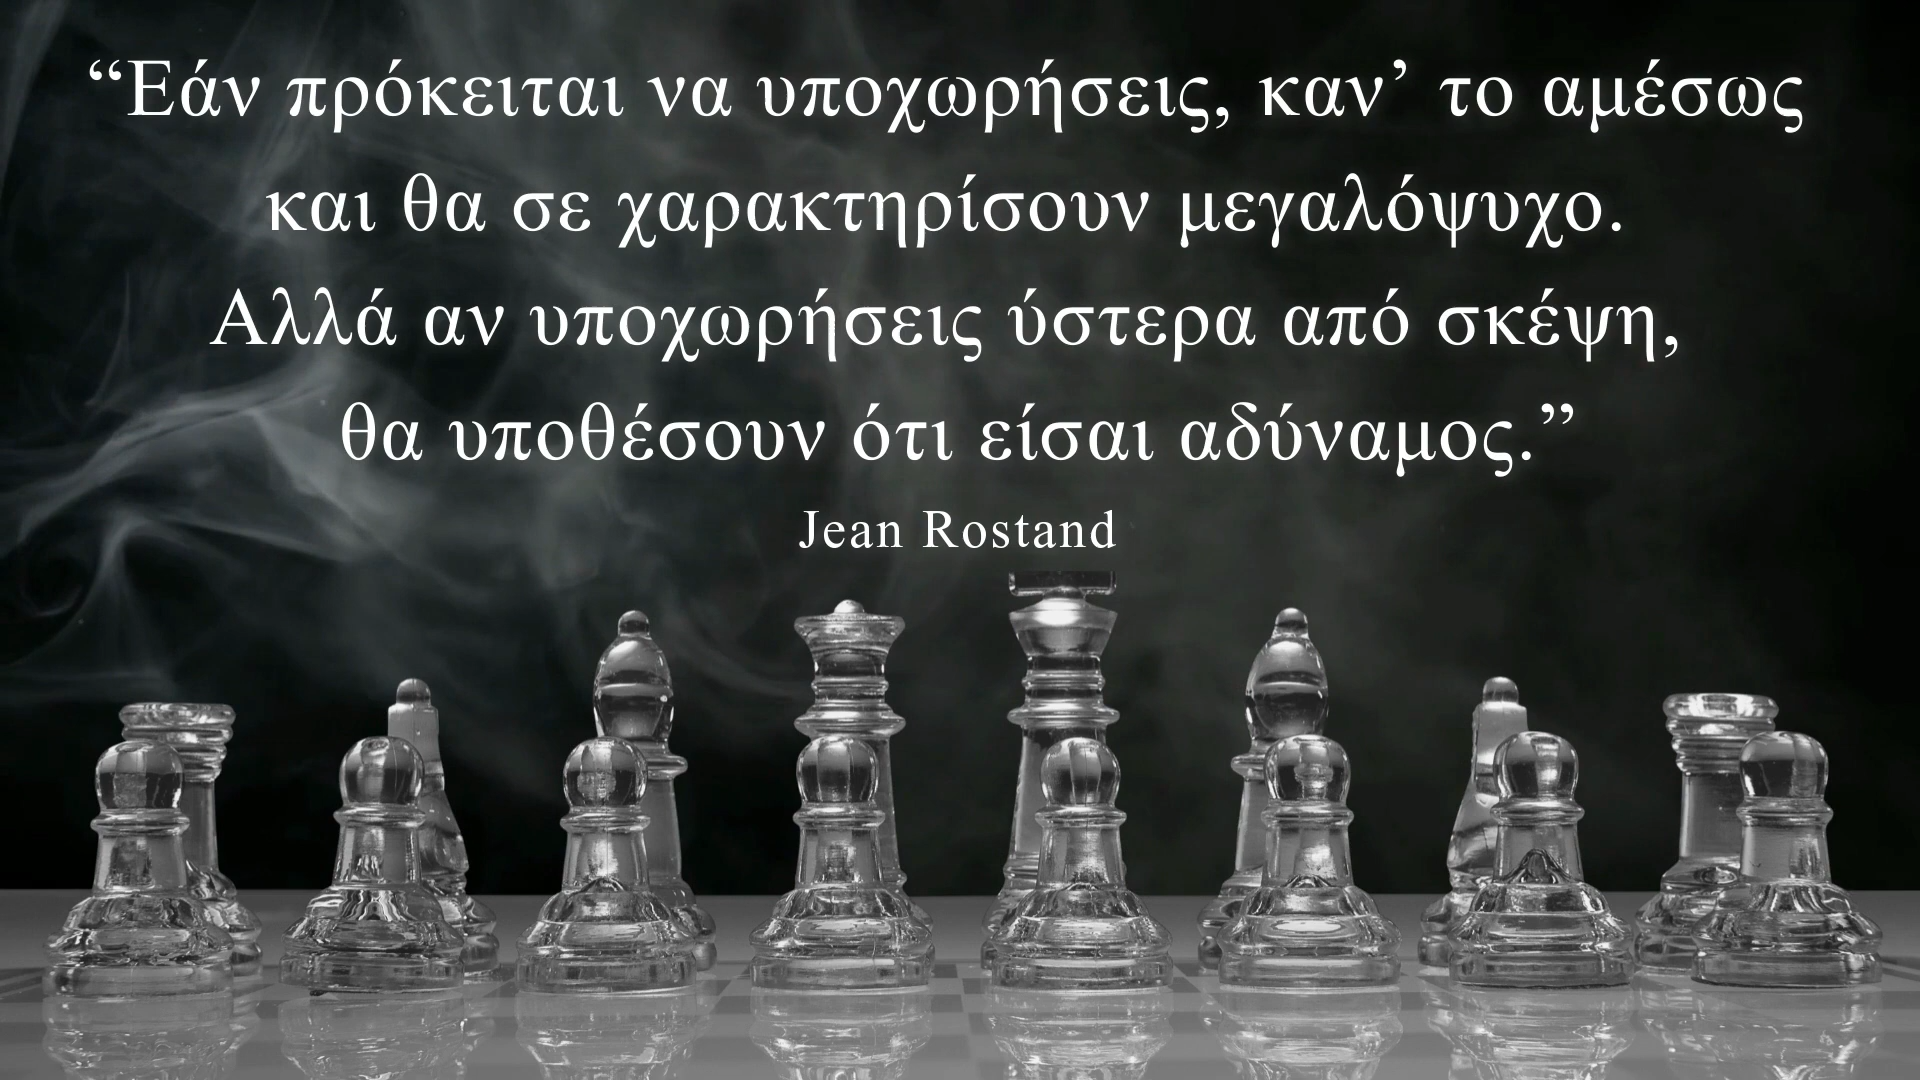 “Εάν πρόκειται να υποχωρήσεις, καν’ το αμέσως
και θα σε χαρακτηρίσουν μεγαλόψυχο.
Αλλά αν υποχωρήσεις ύστερα από σκέψη,
θα υποθέσουν ότι είσαι αδύναμος.”
Jean Rostand